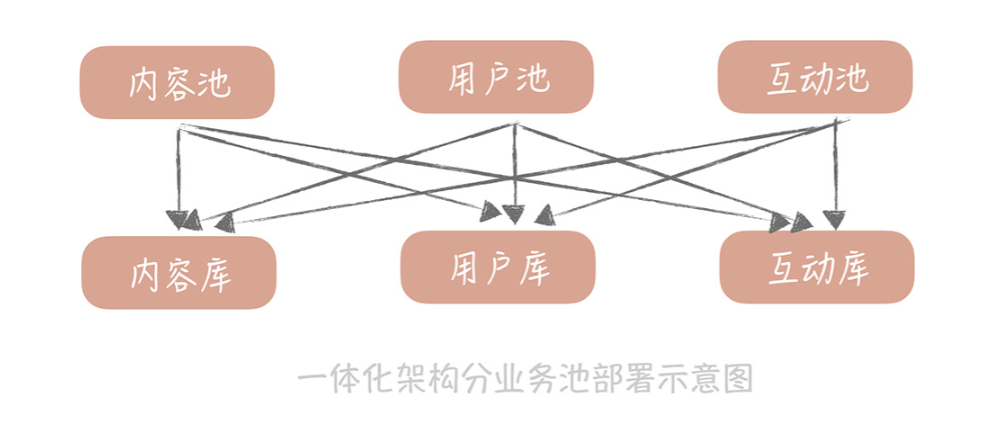 内容池
用户池
互动池
内容库
用户库
互动库
一体化架构分业务池部署示意图